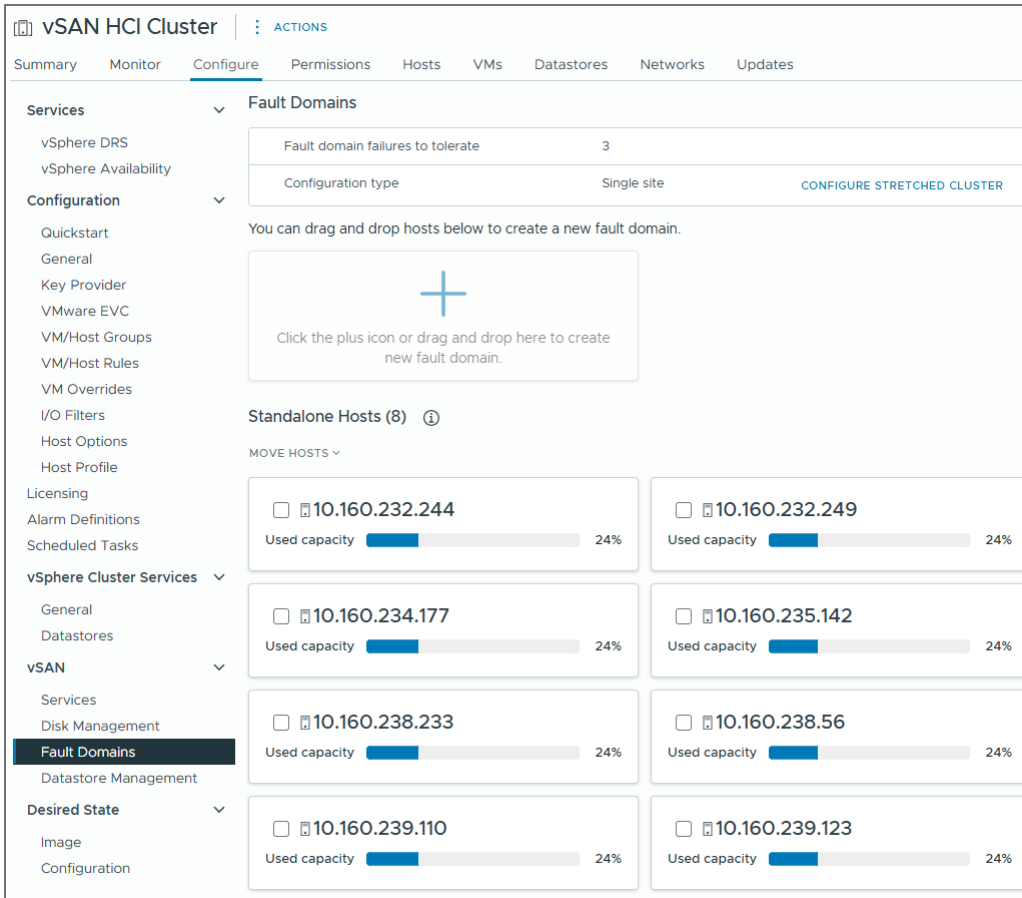 vSAN HCI Cluster
ACTIONS
Summary Monitor Configure Permissions Hosts VMs Datastores Networks Updates
Services
vSphere DRS
vSphere Availability
Configuration
Quickstart
General
Key Provider
VMware EVC
VM/Host Groups
VM/Host Rules
VM Overrides
I/O Filters
Host Options
Host Profile
Licensing
Alarm Definitions
Scheduled Tasks
vSphere Cluster Services
General
Datastores
vSAN
Services
Disk Management
Fault Domains
Datastore Management
Desired State
Image
Configuration
Fault Domains
Fault domain failures to tolerate 3
Configuration type Single site CONFIGURE STRETCHED CLUSTER
You can drag and drop hosts below to create a new fault domain.
Click the plus icon or drag and drop here to create
new fault domain.
Standalone Hosts (8)
MOVE HOSTS
10.160.232.244
Used capacity 24%
10.160.232.249
Used capacity 24%
10.160.234.177
Used capacity 24%
10.160.235.142
Used capacity 24%
10.160.238.233
Used capacity 24%
10.160.238.56
Used capacity 24%
10.160.239.110
Used capacity 24%
10.160.239.123
Used capacity 24%